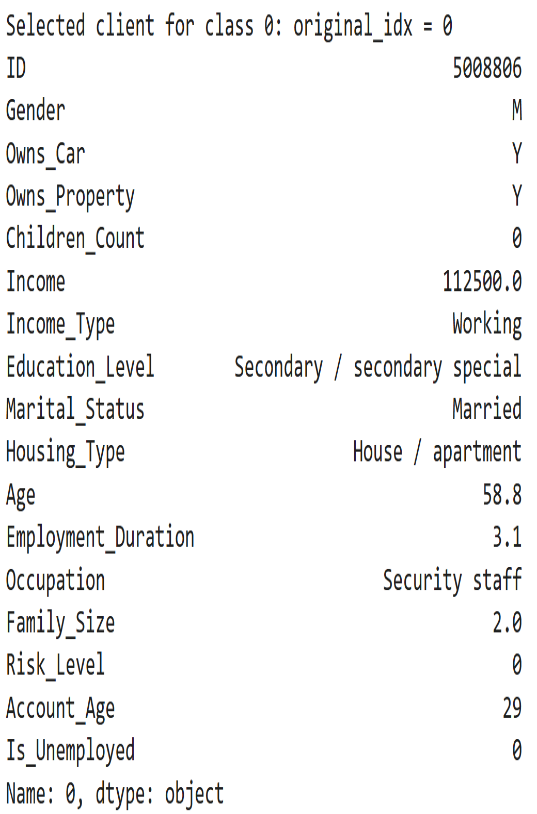 Selected client for class 0: original_idx = 0
ID 5008806
Gender M
Owns_Car Y
Owns_Property Y
Children_Count 0
Income 112500.0
Income_Type Working
Education_Level Secondary / secondary special
Marital_Status Married
Housing_Type House / apartment
Age 58.8
Employment_Duration 3.1
Occupation Security staff
Family_Size 2.0
Risk_Level 0
Account_Age 29
Is_Unemployed 0
Name: 0, dtype: object